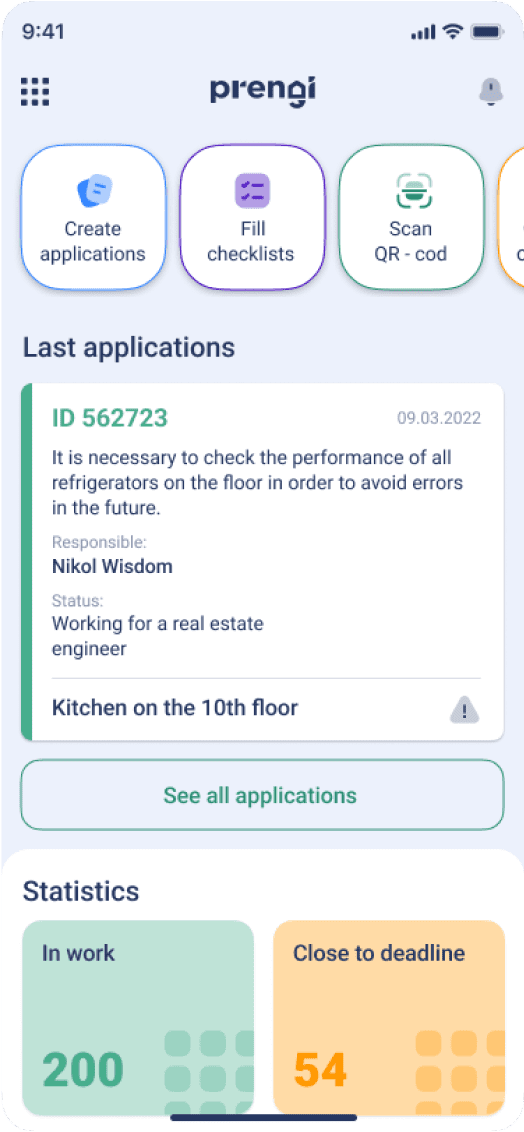 9:41
prengi
Create
applications
Fill
checklists
Scan
QR - cod
Last applications
ID 562723
09.03.2022
It is necessary to check the performance of all
refrigerators on the floor in order to avoid errors
in the future.
Responsible:
Nikol Wisdom
Status:
Working for a real estate
engineer
Kitchen on the 10th floor
See all applications
Statistics
In work
Close to deadline
200
54